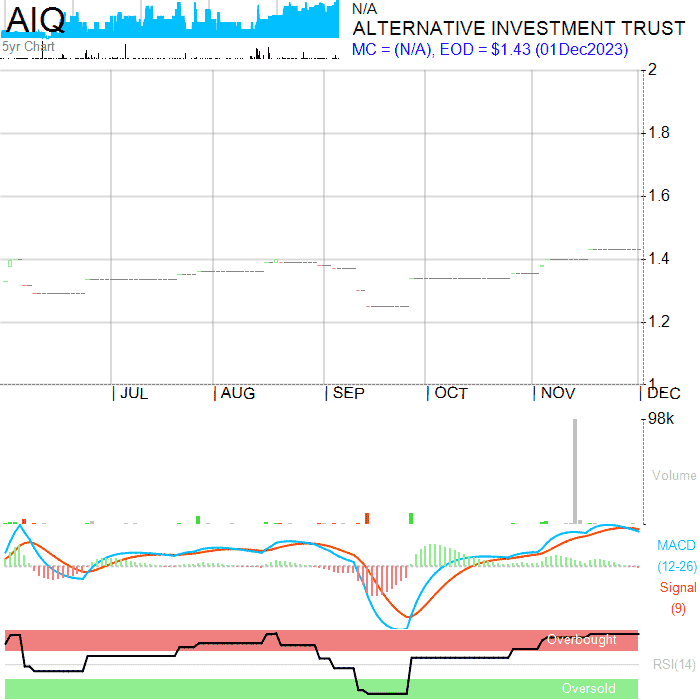 AIQ
5yr Chart
N/A
ALTERNATIVE INVESTMENT TRUST
MC = (N/A), EOD = $1.43 (01Dec2023)
2
1.8
1.6
1.4
1.2
1
JUL AUG SEP OCT NOV DEC
98k
Volume
MACD
(12-26)
Signal
(9)
Overbought
RSI(14)
Oversold